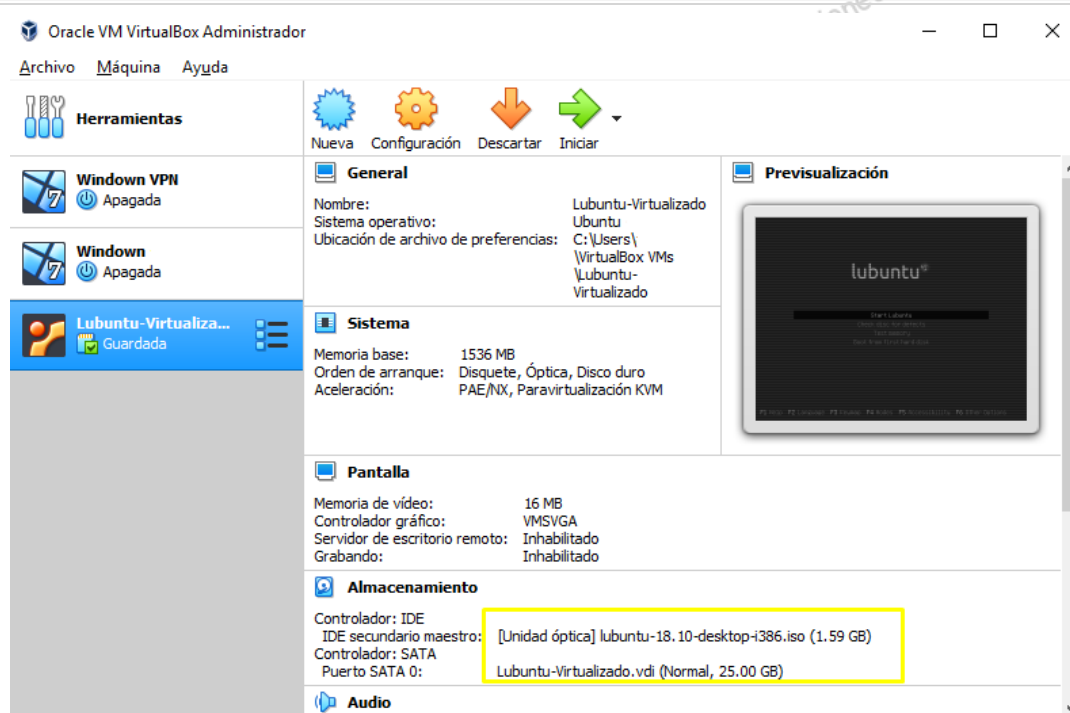 Oracle VM VirtualBox Administrador
Archivo Máquina Ayuda
Herramientas
Nueva Configuración Descartar Iniciar
Windown VPN
Apagada
Windown
Apagada
Lubuntu-Virtualiza...
Guardada
General
Nombre: Lubuntu-Virtualizado
Sistema operativo: Ubuntu
Ubicación de archivo de preferencias: C:\Users\
\VirtualBox VMs
\Lubuntu-
Virtualizado
Previsualización
lubuntu
Start Lubuntu
Sistema
Memoria base: 1536 MB
Orden de arranque: Disquete, Óptica, Disco duro
Aceleración: PAE/NX, Paravirtualización KVM
Pantalla
Memoria de vídeo: 16 MB
Controlador gráfico: VMSVGA
Servidor de escritorio remoto: Inhabilitado
Grabando: Inhabilitado
Almacenamiento
Controlador: IDE
IDE secundario maestro: [Unidad óptica] lubuntu-18.10-desktop-i386.iso (1.59 GB)
Controlador: SATA
Puerto SATA 0: Lubuntu-Virtualizado.vdi (Normal, 25.00 GB)
Audio